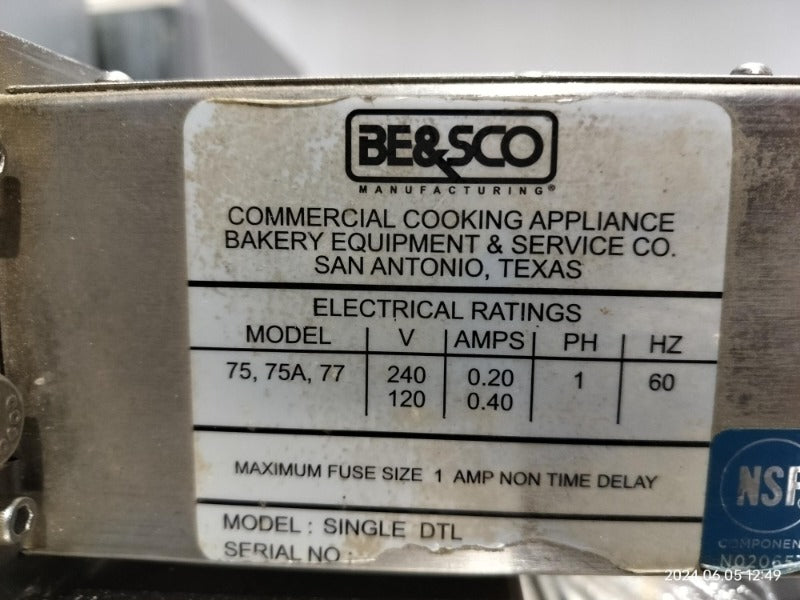 BE&SCO
MANUFACTURING®
COMMERCIAL COOKING APPLIANCE
BAKERY EQUIPMENT & SERVICE CO.
SAN ANTONIO, TEXAS
ELECTRICAL RATINGS
MODEL V AMPS PH HZ
75, 75A, 77 240 0.20 1 60
120 0.40
MAXIMUM FUSE SIZE 1 AMP NON TIME DELAY
MODEL : SINGLE DTL
SERIAL NO :
NSF
COMPONEN
2024.06.05 12:49